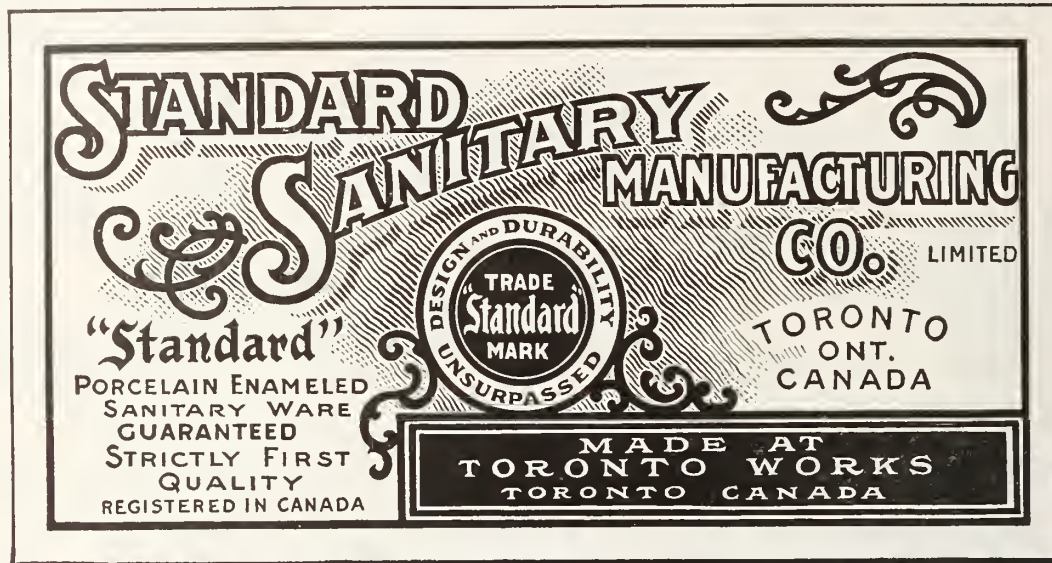 STANDARD
SANITARY
MANUFACTURING
CO. LIMITED
DESIGN AND DURABILITY
UNSURPASSED
TRADE
"Standard"
MARK
"Standard"
PORCELAIN ENAMELED
SANITARY WARE
GUARANTEED
STRICTLY FIRST
QUALITY
REGISTERED IN CANADA
TORONTO
ONT.
CANADA
MADE AT
TORONTO WORKS
TORONTO CANADA